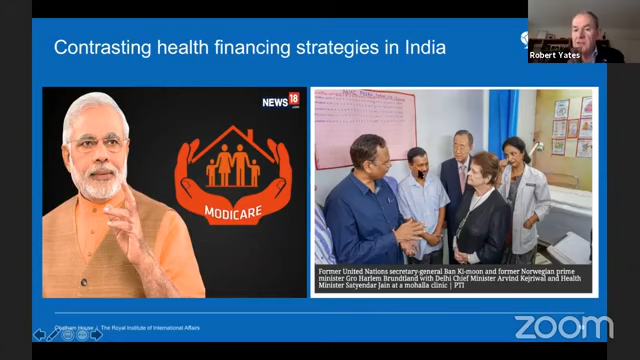 Contrasting health financing strategies in India
Robert Yates
NEWS 18
MODICARE
Former United Nations secretary-general Ban Ki-moon and former Norwegian prime
minister Gro Harlem Brundtland with Delhi Chief Minister Arvind Kejriwal and Health
Minister Satyendar Jain at a mohalla clinic | PTI
Chatham House | The Royal Institute of International Affairs
zoom